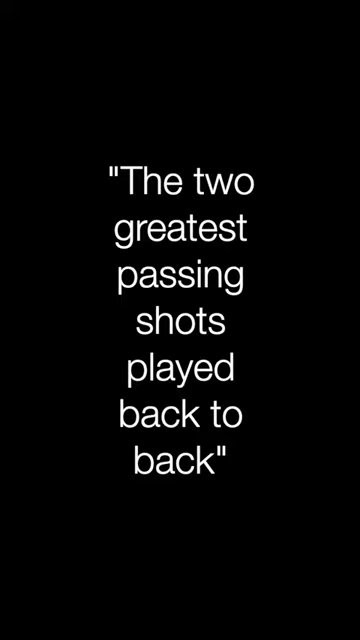 "The two
greatest
passing
shots
played
back to
back"